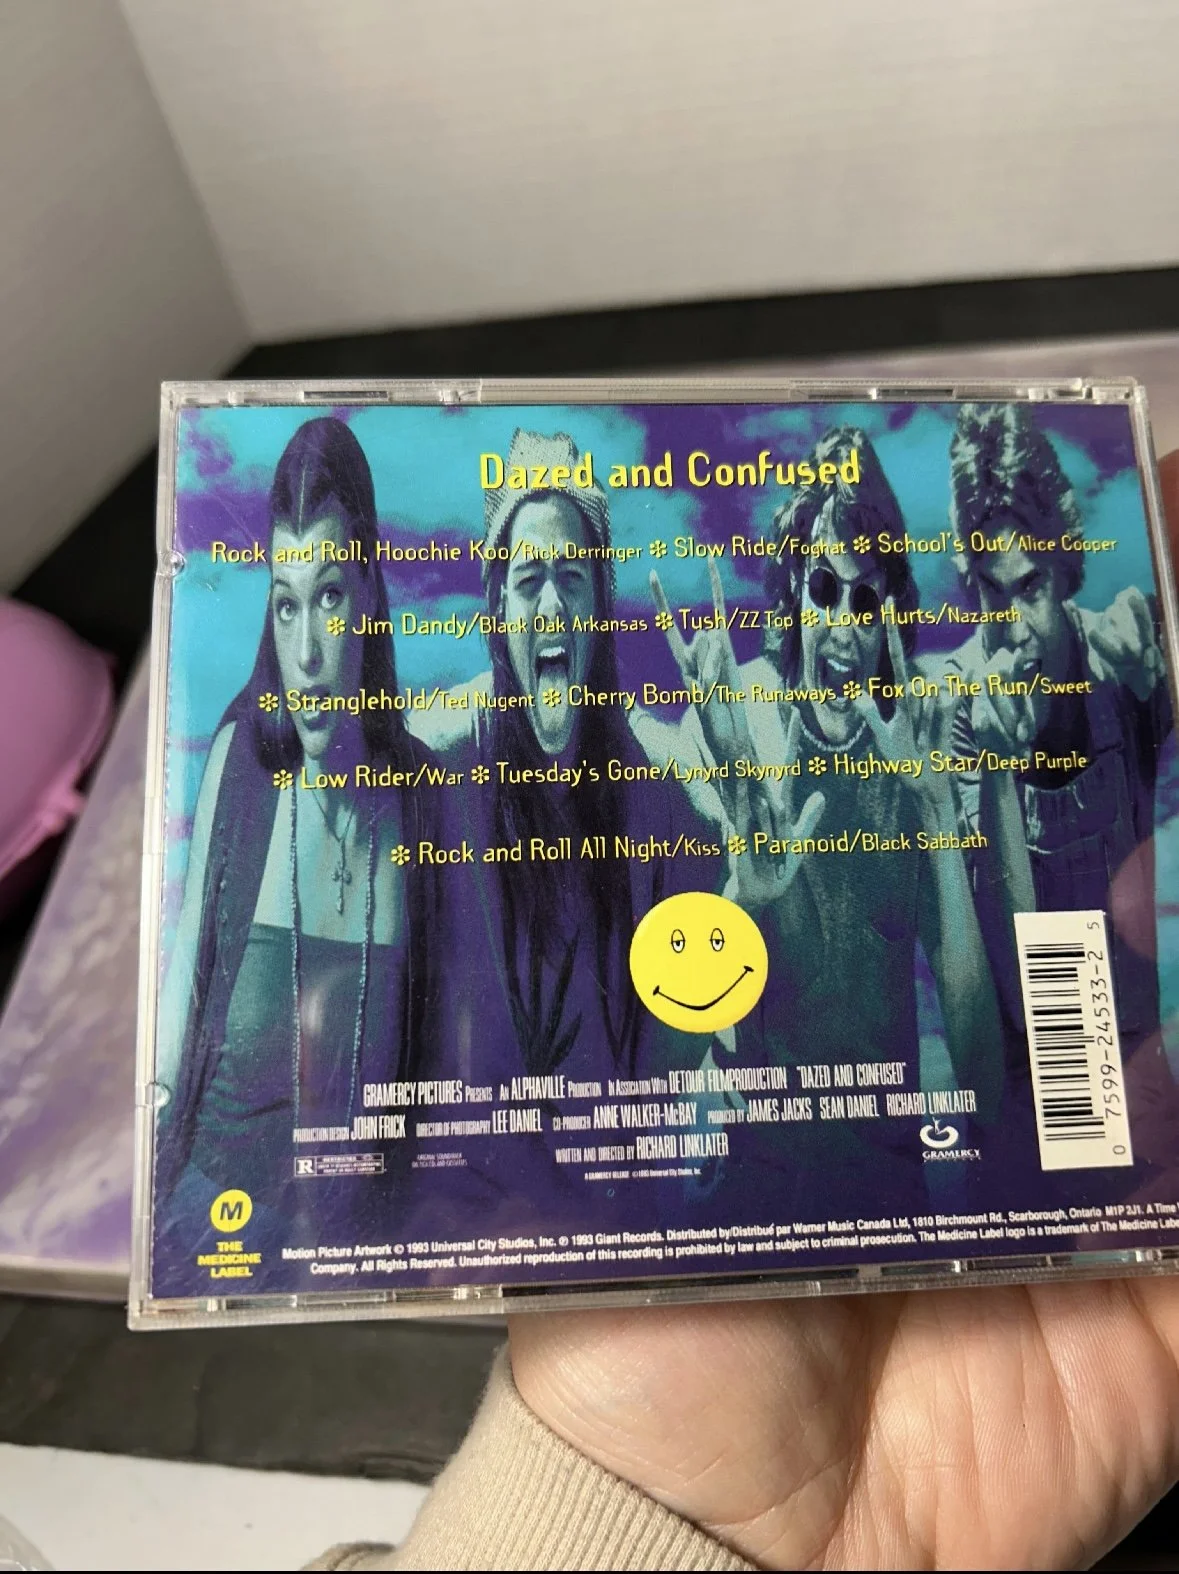 Dazed and Confused
Rock and Roll, Hoochie Koo/Rick Derringer ✻ Slow Ride/Foghat ✻ School's Out/Alice Cooper
✻ Jim Dandy/Black Oak Arkansas ✻ Tush/ZZ Top ✻ Love Hurts/Nazareth
✻ Stranglehold/Ted Nugent ✻ Cherry Bomb/The Runaways ✻ Fox On The Run/Sweet
✻ Low Rider/War ✻ Tuesday's Gone/Lynyrd Skynyrd ✻ Highway Star/Deep Purple
✻ Rock and Roll All Night/Kiss ✻ Paranoid/Black Sabbath
GRAMERCY PICTURES PRESENTS AN ALPHAVILLE PRODUCTION IN ASSOCIATION WITH DETOUR FILMPRODUCTION "DAZED AND CONFUSED"
PRODUCTION DESIGN JOHN FRICK DIRECTOR OF PHOTOGRAPHY LEE DANIEL CO-PRODUCER ANNE WALKER-McBAY PRODUCED BY JAMES JACKS SEAN DANIEL RICHARD LINKLATER
WRITTEN AND DIRECTED BY RICHARD LINKLATER
R RESTRICTED
GRAMERCY
0 7599-24533-2 5
M
THE
MEDICINE
LABEL
Motion Picture Artwork © 1993 Universal City Studios, Inc. ℗ 1993 Giant Records. Distributed by/Distribué par Warner Music Canada Ltd, 1810 Birchmount Rd., Scarborough, Ontario M1P 2J1. A Time
Company. All Rights Reserved. Unauthorized reproduction of this recording is prohibited by law and subject to criminal prosecution. The Medicine Label logo is a trademark of The Medicine Labe